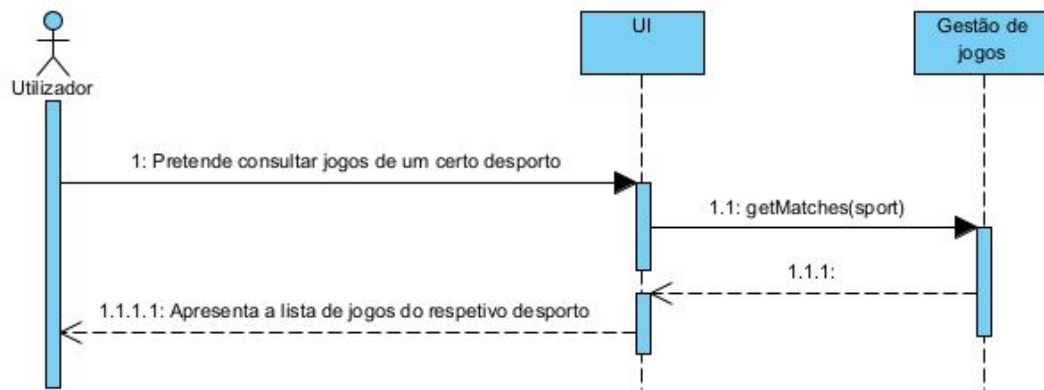 UI
Gestão de
jogos
Utilizador
1: Pretende consultar jogos de um certo desporto
1.1: getMatches(sport)
1.1.1:
1.1.1.1: Apresenta a lista de jogos do respetivo desporto